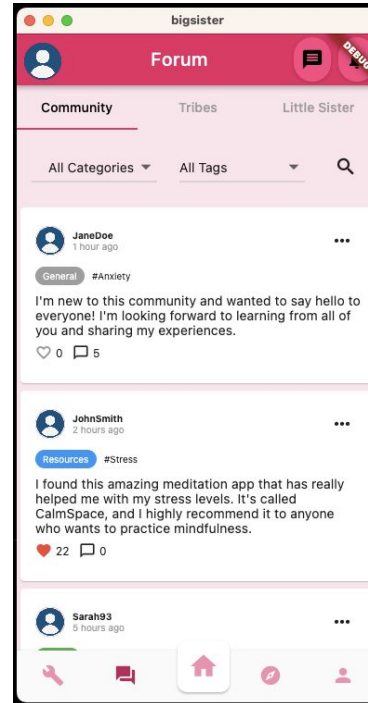 bigsister
Forum
DEBUG
Community Tribes Little Sister
All Categories All Tags
JaneDoe
1 hour ago
General #Anxiety
I'm new to this community and wanted to say hello to
everyone! I'm looking forward to learning from all of
you and sharing my experiences.
0 5
JohnSmith
2 hours ago
Resources #Stress
I found this amazing meditation app that has really
helped me with my stress levels. It's called
CalmSpace, and I highly recommend it to anyone
who wants to practice mindfulness.
22 0
Sarah93
5 hours ago